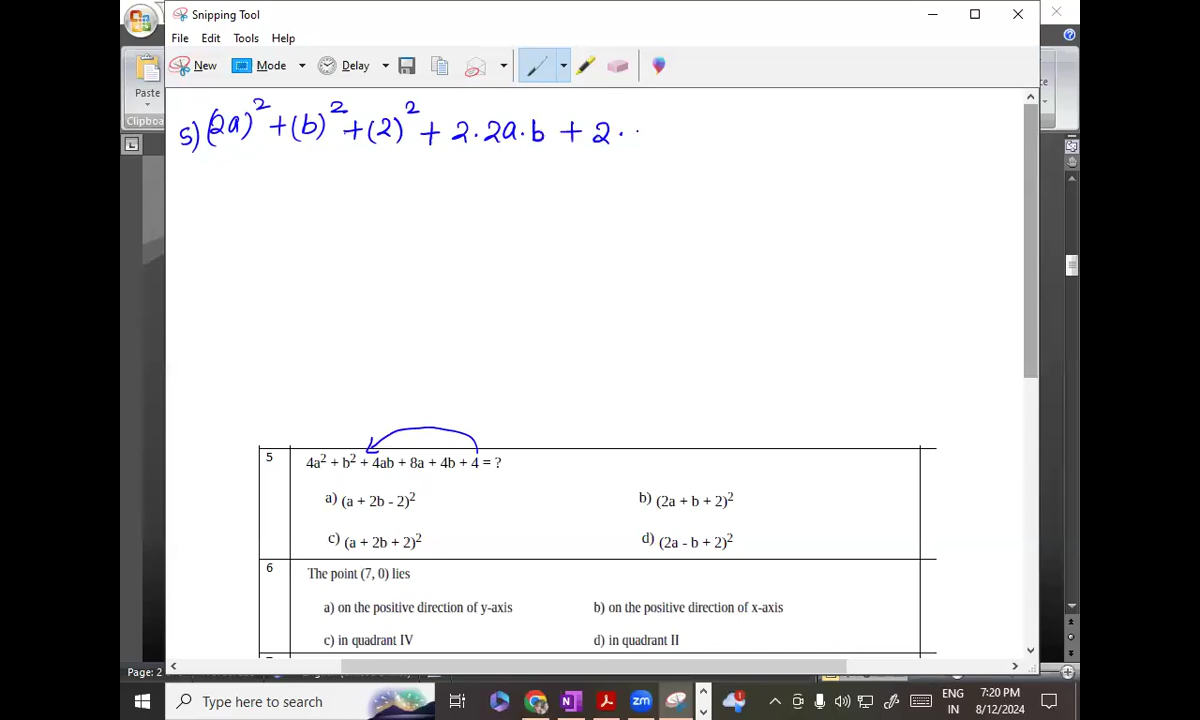 Snipping Tool
File Edit Tools Help
New Mode Delay
Paste
Clipboa
5) (2a)² + (b)² + (2)² + 2·2a·b + 2·
5 4a² + b² + 4ab + 8a + 4b + 4 = ?
a) (a + 2b - 2)² b) (2a + b + 2)²
c) (a + 2b + 2)² d) (2a - b + 2)²
6 The point (7, 0) lies
a) on the positive direction of y-axis b) on the positive direction of x-axis
c) in quadrant IV d) in quadrant II
Page: 2
Type here to search
ENG 7:20 PM
IN 8/12/2024